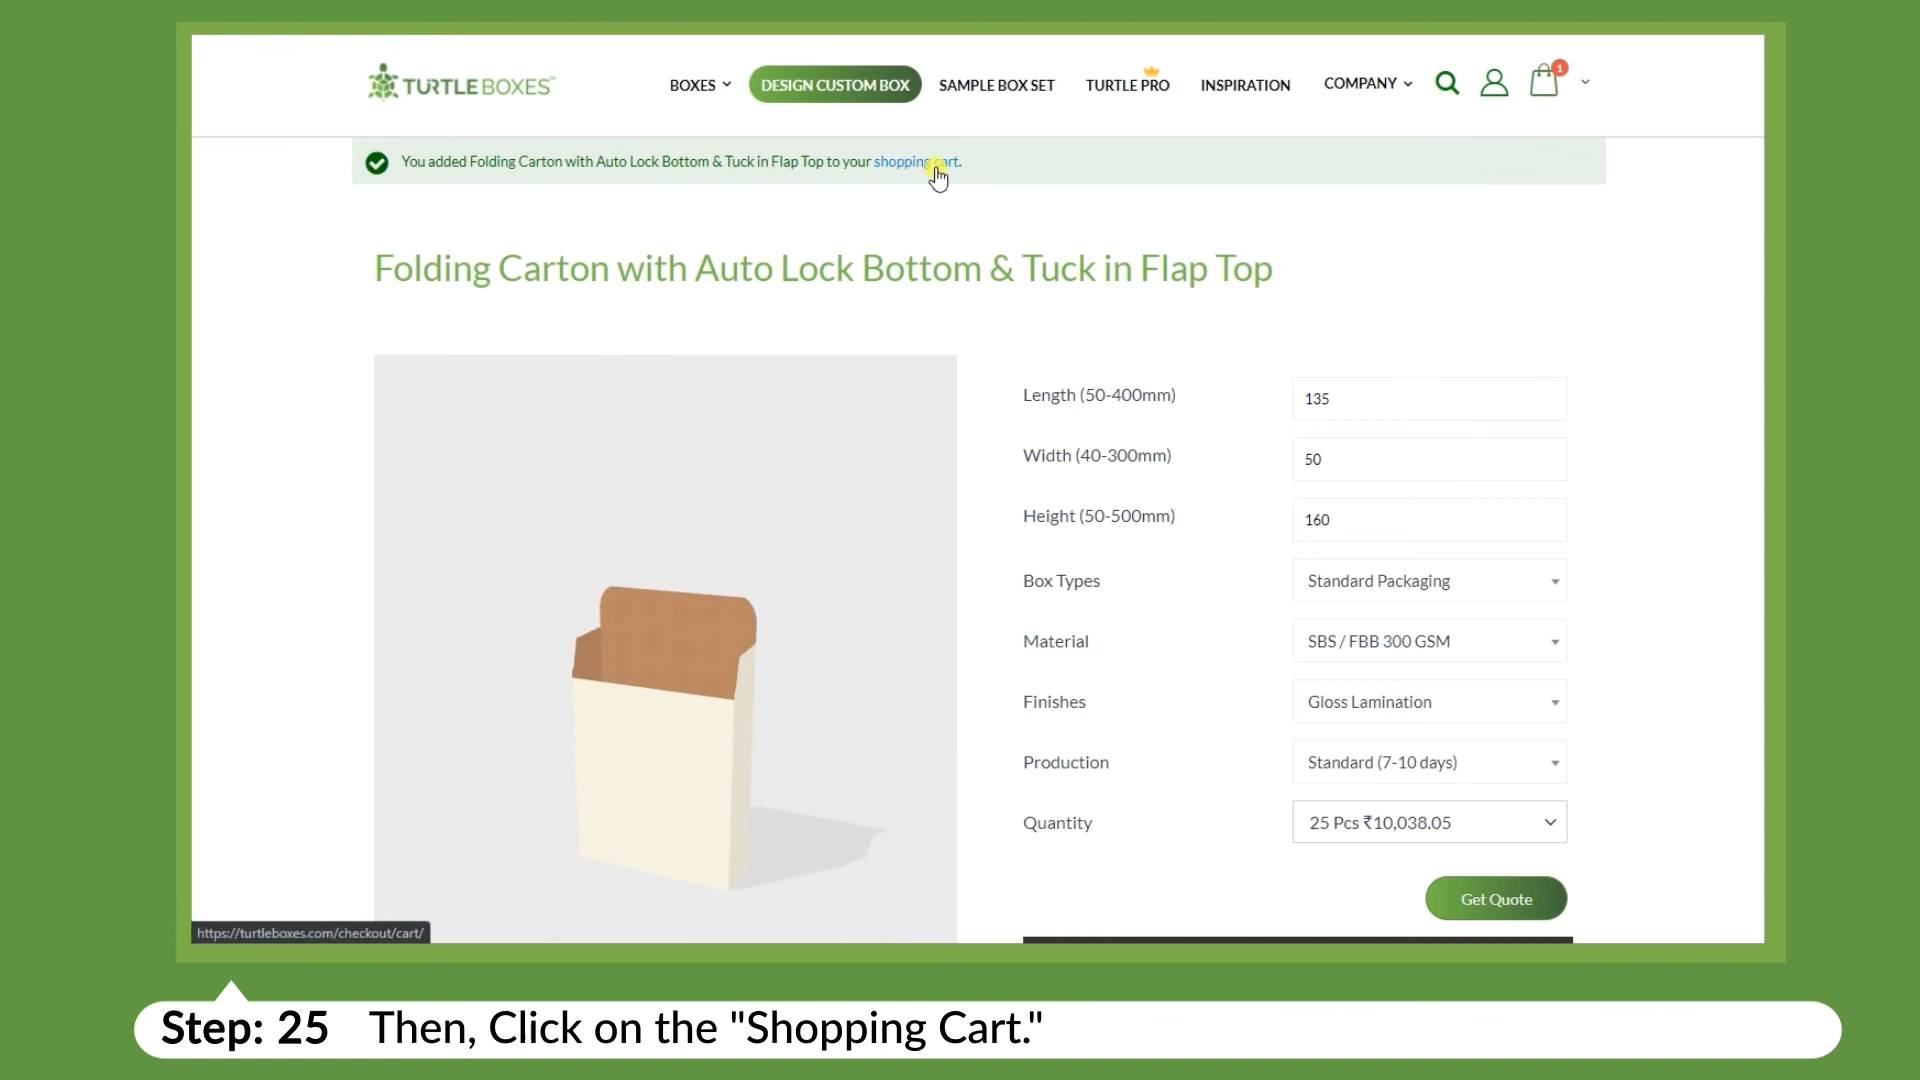 TURTLE BOXES™
BOXES
DESIGN CUSTOM BOX
SAMPLE BOX SET
TURTLE PRO
INSPIRATION
COMPANY
1
You added Folding Carton with Auto Lock Bottom & Tuck in Flap Top to your shopping cart.
Folding Carton with Auto Lock Bottom & Tuck in Flap Top
Length (50-400mm) 135
Width (40-300mm) 50
Height (50-500mm) 160
Box Types Standard Packaging
Material SBS / FBB 300 GSM
Finishes Gloss Lamination
Production Standard (7-10 days)
Quantity 25 Pcs ₹10,038.05
Get Quote
https://turtleboxes.com/checkout/cart/
Step: 25 Then, Click on the "Shopping Cart."